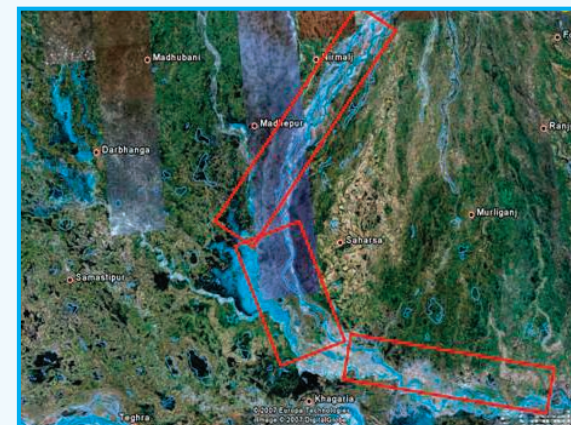 Madhubani
Nirmali
Madhepur
Darbhanga
Murliganj
Saharsa
Samastipur
Khagaria
Teghra
© 2007 Europa Technologies
Image © 2007 DigitalGlobe